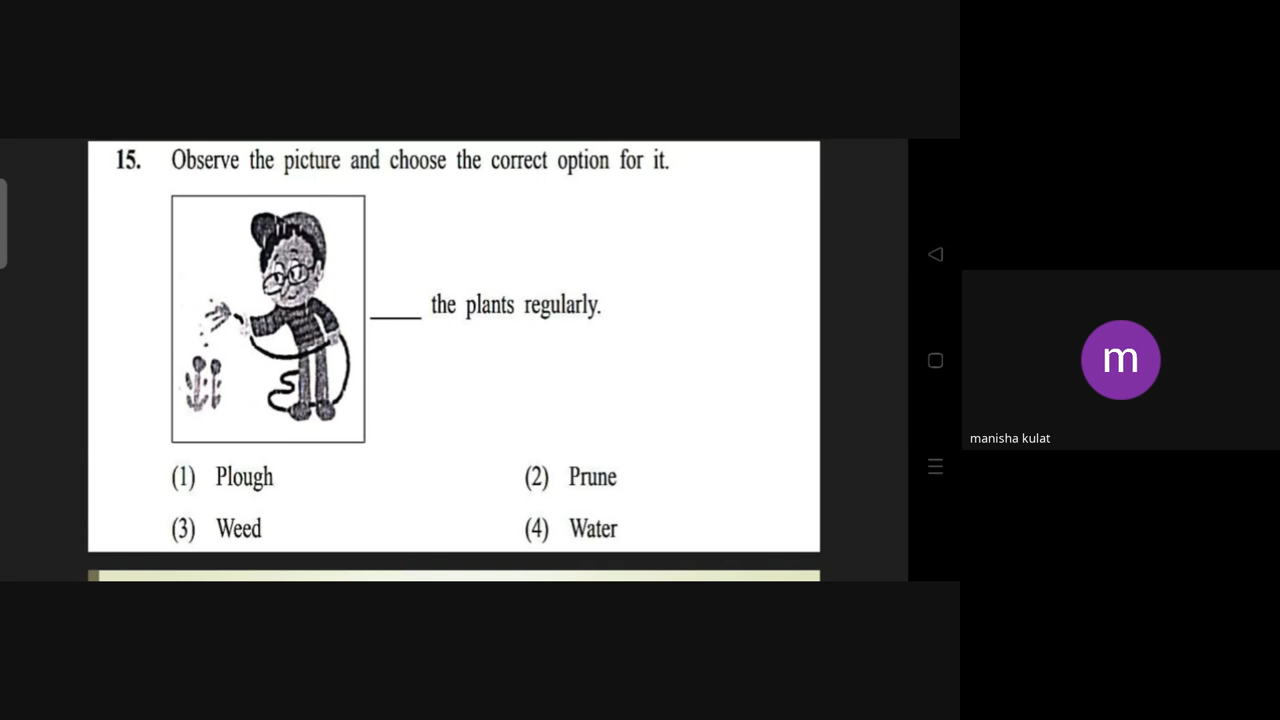 15. Observe the picture and choose the correct option for it.
____ the plants regularly.
(1) Plough (2) Prune
(3) Weed (4) Water
m
manisha kulat